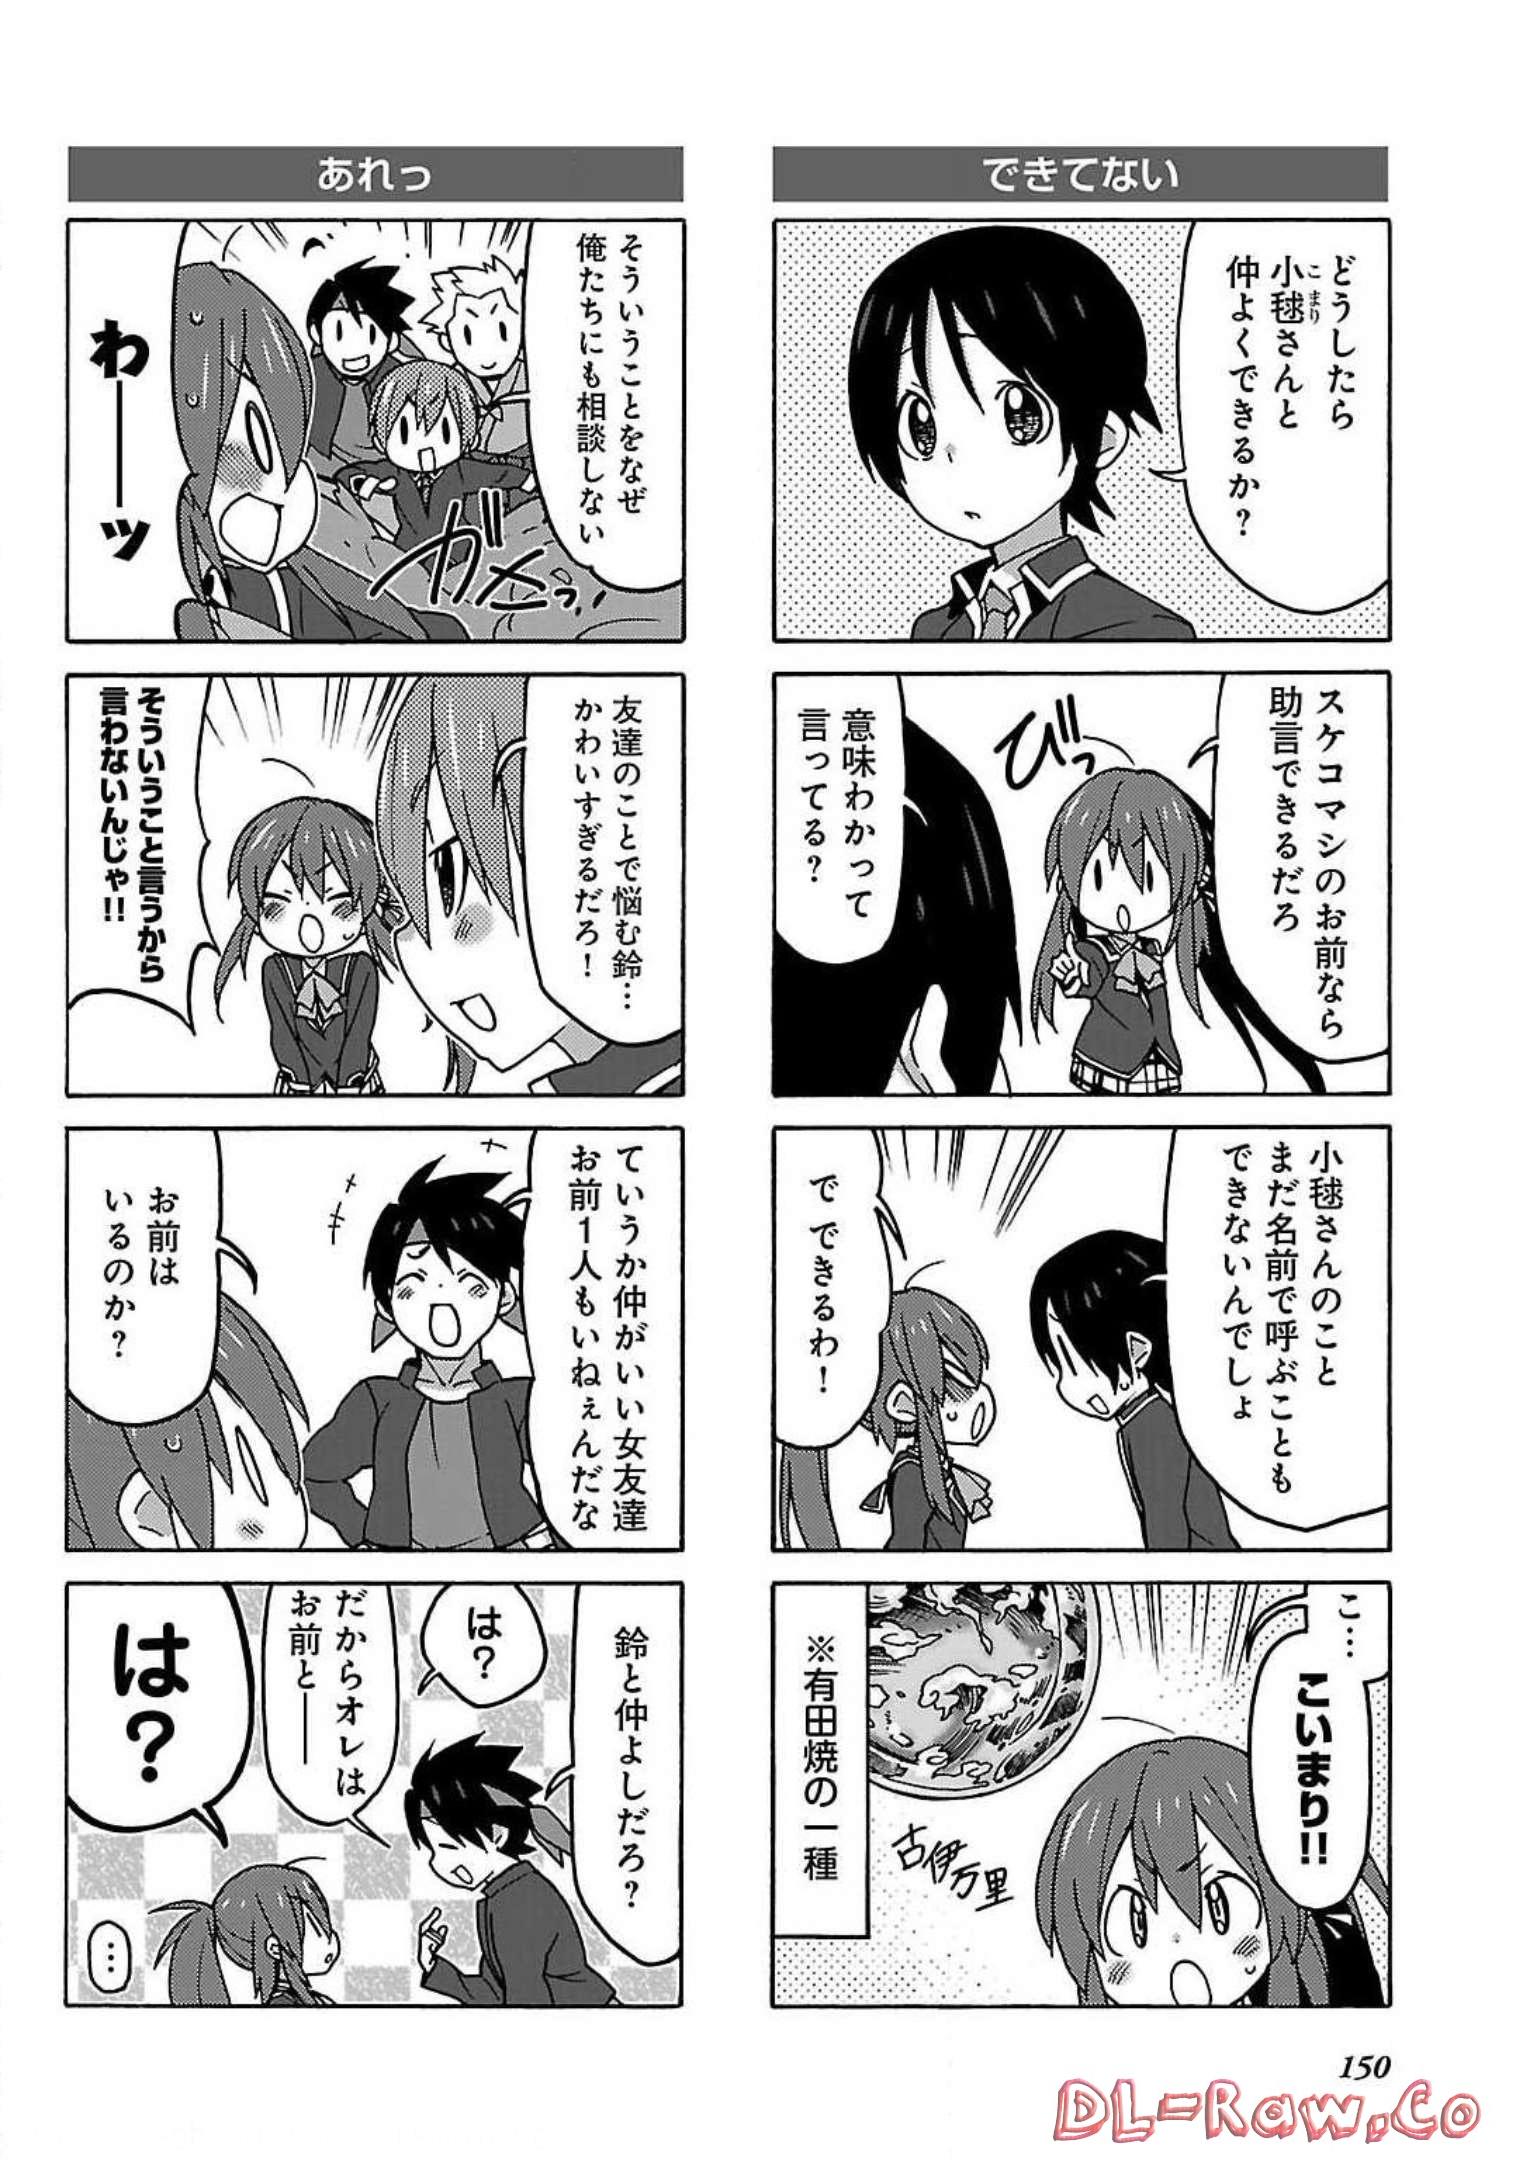 できてない
どうしたら
小毬さんと
こまり
仲よくできるか？
スケコマシのお前なら
助言できるだろ
びっ
意味わかって
言ってる？
小毬さんのこと
まだ名前で呼ぶことも
できないんでしょ
で できるわ！
こ…
こいまり!!
古伊万里
※有田焼の一種
あれっ
そういうことをなぜ
俺たちにも相談しない
ガささっ
わーーッ
友達のことで悩む鈴…
かわいすぎるだろ！
そういうこと言うから
言わないんじゃ!!
ていうか仲がいい女友達
お前1人もいねぇんだな
お前は
いるのか？
鈴と仲よしだろ？
は？
だからオレは
お前と――
は？
…
150
DL-Raw.Co